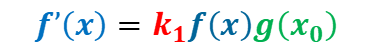 f'(x) = k₁f(x)g(x₀)